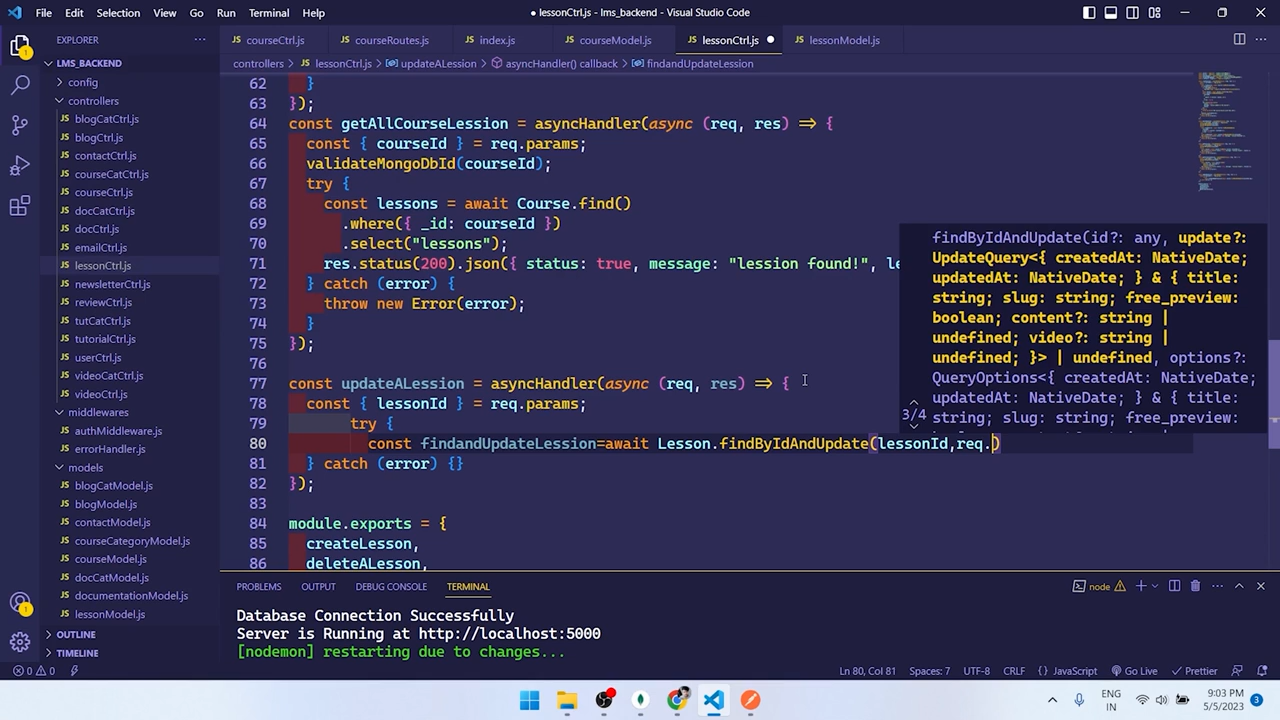 File Edit Selection View Go Run Terminal Help
● lessonCtrl.js - lms_backend - Visual Studio Code
EXPLORER ···
JS courseCtrl.js JS courseRoutes.js JS index.js JS courseModel.js JS lessonCtrl.js ● JS lessonModel.js
controllers > JS lessonCtrl.js > updateALession > asyncHandler() callback > findandUpdateLession
LMS_BACKEND
config
controllers
JS blogCatCtrl.js
JS blogCtrl.js
JS contactCtrl.js
JS courseCatCtrl.js
JS courseCtrl.js
JS docCatCtrl.js
JS docCtrl.js
JS emailCtrl.js
JS lessonCtrl.js
JS newsletterCtrl.js
JS reviewCtrl.js
JS tutCatCtrl.js
JS tutorialCtrl.js
JS userCtrl.js
JS videoCatCtrl.js
JS videoCtrl.js
middlewares
JS authMiddleware.js
JS errorHandler.js
models
JS blogCatModel.js
JS blogModel.js
JS contactModel.js
JS courseCategoryModel.js
JS courseModel.js
JS docCatModel.js
JS documentationModel.js
JS lessonModel.js
OUTLINE
TIMELINE
62 }
63 });
64 const getAllCourseLession = asyncHandler(async (req, res) => {
65 const { courseId } = req.params;
66 validateMongoDbId(courseId);
67 try {
68 const lessons = await Course.find()
69 .where({ _id: courseId })
70 .select("lessons");
71 res.status(200).json({ status: true, message: "lession found!", le
72 } catch (error) {
73 throw new Error(error);
74 }
75 });
76
77 const updateALession = asyncHandler(async (req, res) => {
78 const { lessonId } = req.params;
79 try {
80 const findandUpdateLession=await Lesson.findByIdAndUpdate(lessonId,req.)
81 } catch (error) {}
82 });
83
84 module.exports = {
85 createLesson,
86 deleteALesson,
findByIdAndUpdate(id?: any, update?:
UpdateQuery<{ createdAt: NativeDate;
updatedAt: NativeDate; } & { title:
string; slug: string; free_preview:
boolean; content?: string |
undefined; video?: string |
undefined; }> | undefined, options?:
QueryOptions<{ createdAt: NativeDate;
updatedAt: NativeDate; } & { title:
3/4 string; slug: string; free_preview:
PROBLEMS OUTPUT DEBUG CONSOLE TERMINAL
node
Database Connection Successfully
Server is Running at http://localhost:5000
[nodemon] restarting due to changes...
0 0 Ln 80, Col 81 Spaces: 7 UTF-8 CRLF {} JavaScript Go Live Prettier
ENG
IN
9:03 PM
5/5/2023
3
1
1